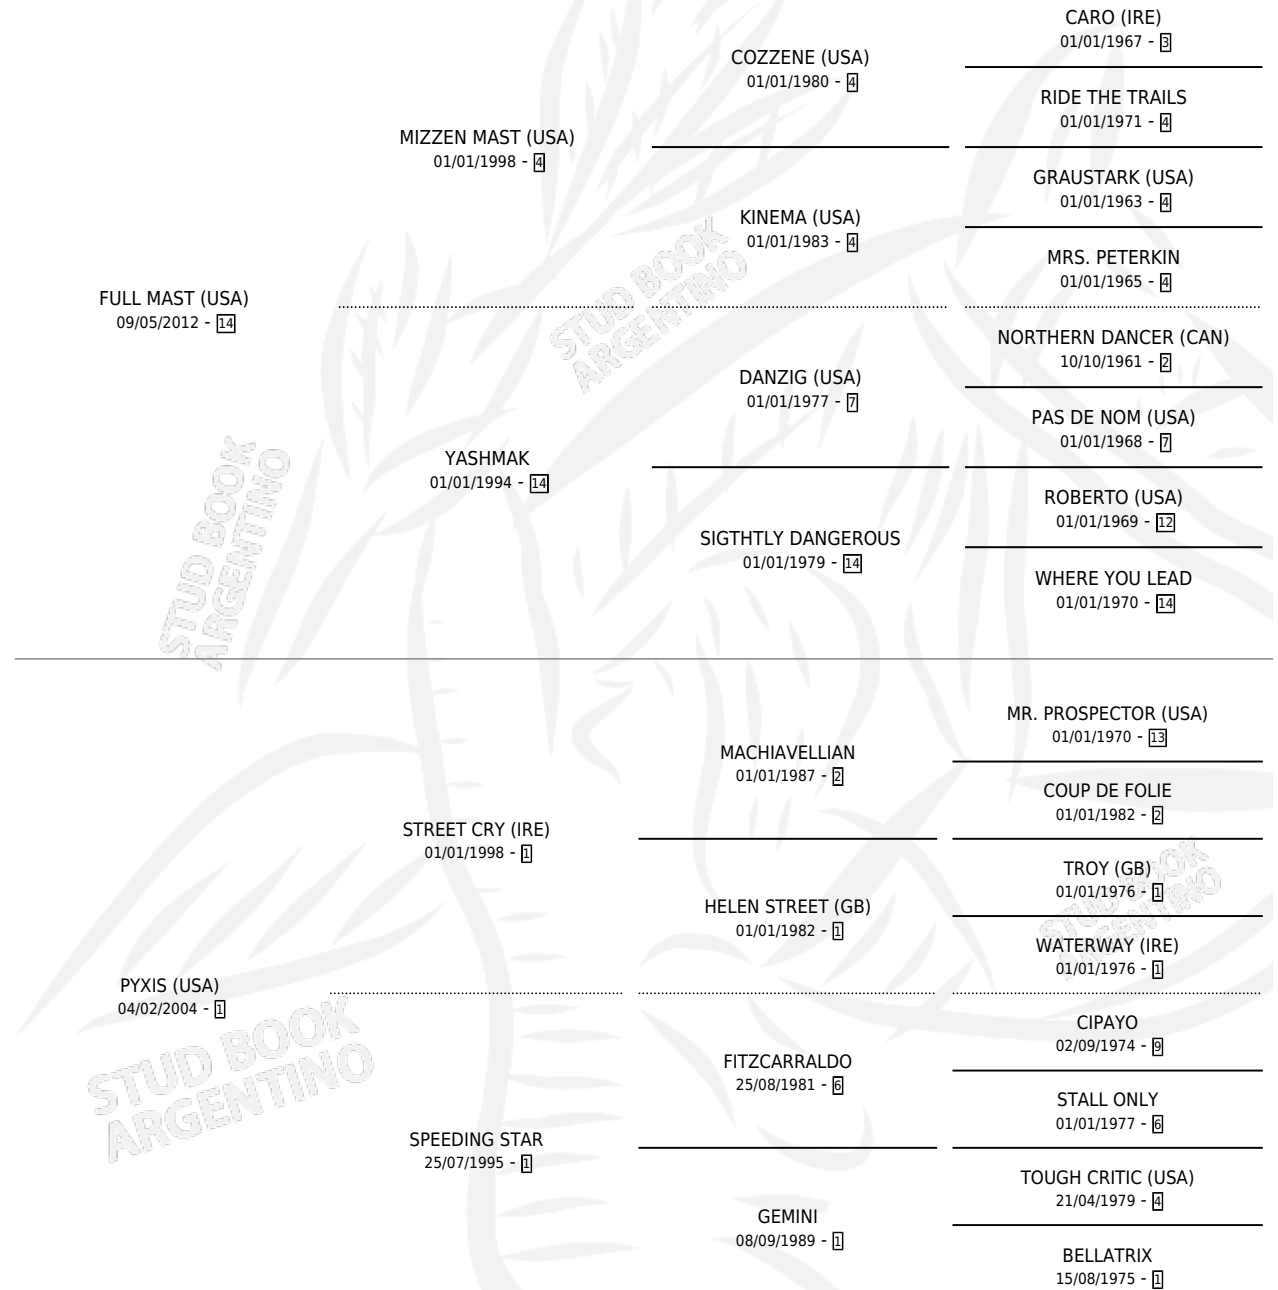 CARO (IRE)
01/01/1967 - 3
COZZENE (USA)
01/01/1980 - 4
RIDE THE TRAILS
01/01/1971 - 4
MIZZEN MAST (USA)
01/01/1998 - 4
GRAUSTARK (USA)
01/01/1963 - 4
KINEMA (USA)
01/01/1983 - 4
MRS. PETERKIN
01/01/1965 - 4
FULL MAST (USA)
09/05/2012 - 14
NORTHERN DANCER (CAN)
10/10/1961 - 2
DANZIG (USA)
01/01/1977 - 7
PAS DE NOM (USA)
01/01/1968 - 7
YASHMAK
01/01/1994 - 14
ROBERTO (USA)
01/01/1969 - 12
SIGTHTLY DANGEROUS
01/01/1979 - 14
WHERE YOU LEAD
01/01/1970 - 14
MR. PROSPECTOR (USA)
01/01/1970 - 13
MACHIAVELLIAN
01/01/1987 - 2
COUP DE FOLIE
01/01/1982 - 2
STREET CRY (IRE)
01/01/1998 - 1
TROY (GB)
01/01/1976 - 1
HELEN STREET (GB)
01/01/1982 - 1
WATERWAY (IRE)
01/01/1976 - 1
PYXIS (USA)
04/02/2004 - 1
CIPAYO
02/09/1974 - 9
FITZCARRALDO
25/08/1981 - 6
STALL ONLY
01/01/1977 - 6
SPEEDING STAR
25/07/1995 - 1
TOUGH CRITIC (USA)
21/04/1979 - 4
GEMINI
08/09/1989 - 1
BELLATRIX
15/08/1975 - 1
STUD BOOK
ARGENTINO
STUD BOOK
ARGENTINO
STUD BOOK
ARGENTINO
STUD BOOK
ARGENTINO